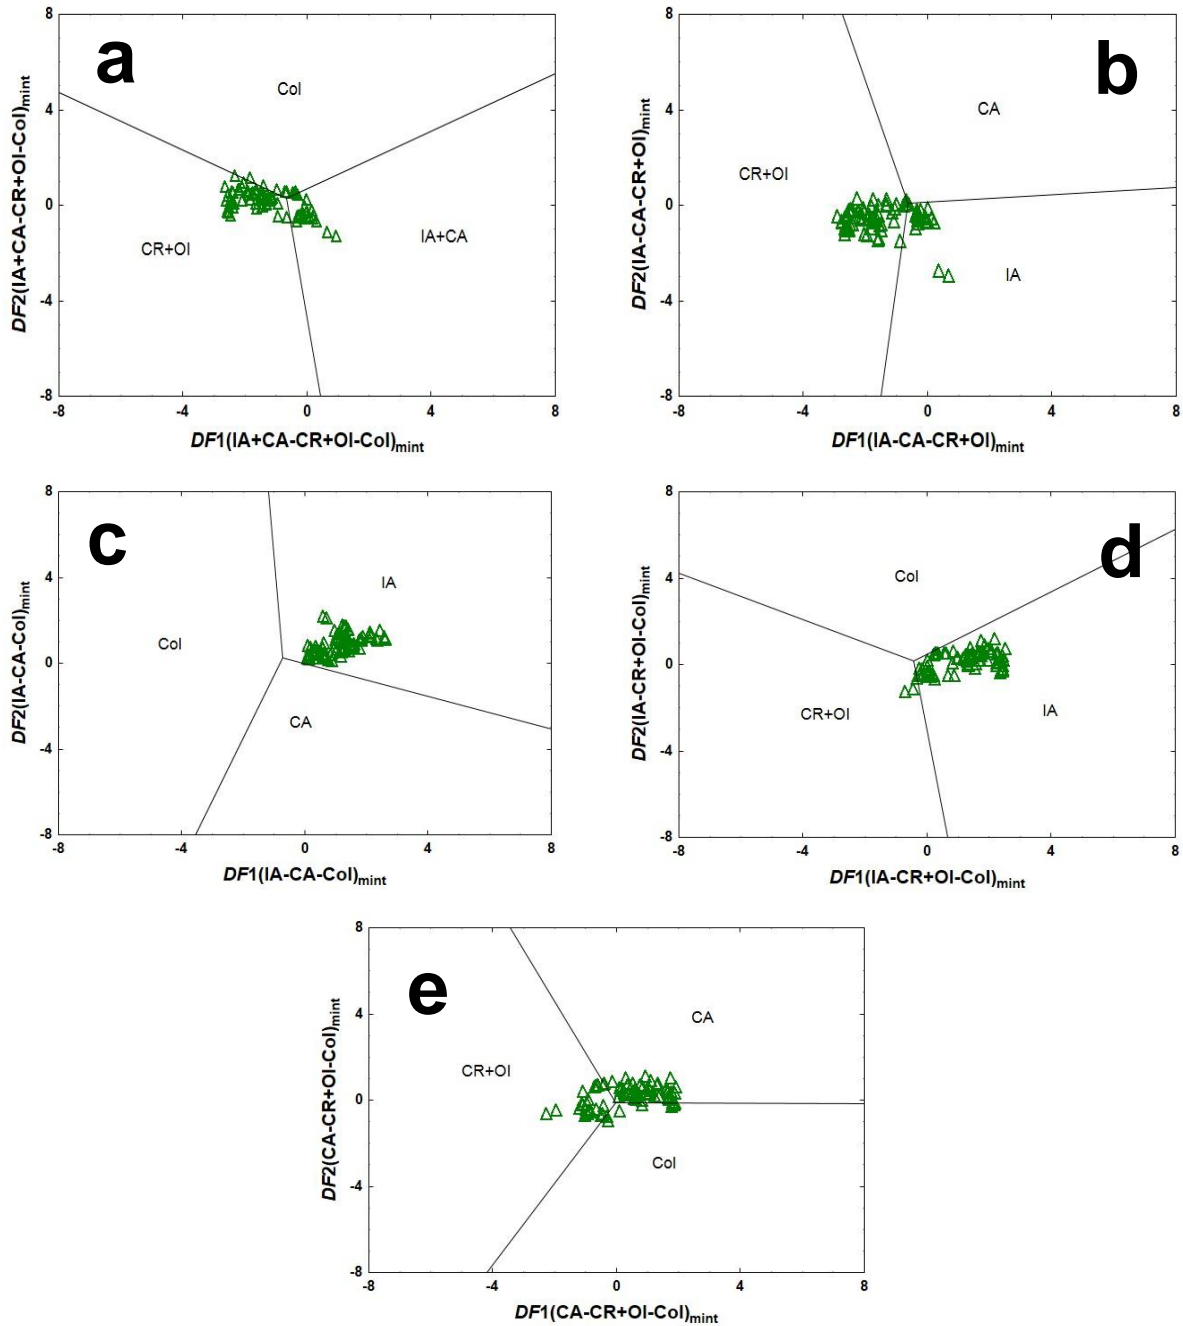 a
8
4
0
-4
-8
-8
-4
0
4
8
Col
CR+OI
IA+CA
DF2(IA+CA-CR+OI-Col)mint
DF1(IA+CA-CR+OI-Col)mint
b
8
4
0
-4
-8
-8
-4
0
4
8
CA
CR+OI
IA
DF2(IA-CA-CR+OI)mint
DF1(IA-CA-CR+OI)mint
c
8
4
0
-4
-8
-8
-4
0
4
8
IA
Col
CA
DF2(IA-CA-Col)mint
DF1(IA-CA-Col)mint
d
8
4
0
-4
-8
-8
-4
0
4
8
Col
CR+OI
IA
DF2(IA-CR+OI-Col)mint
DF1(IA-CR+OI-Col)mint
e
8
4
0
-4
-8
-8
-4
0
4
8
CA
CR+OI
Col
DF2(CA-CR+OI-Col)mint
DF1(CA-CR+OI-Col)mint